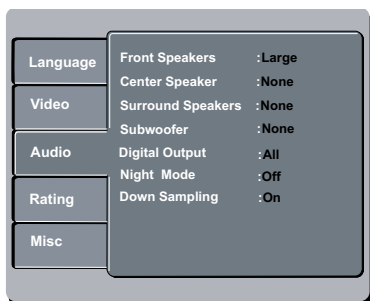 Language
Video
Audio
Rating
Misc
Front Speakers :Large
Center Speaker :None
Surround Speakers :None
Subwoofer :None
Digital Output :All
Night Mode :Off
Down Sampling :On